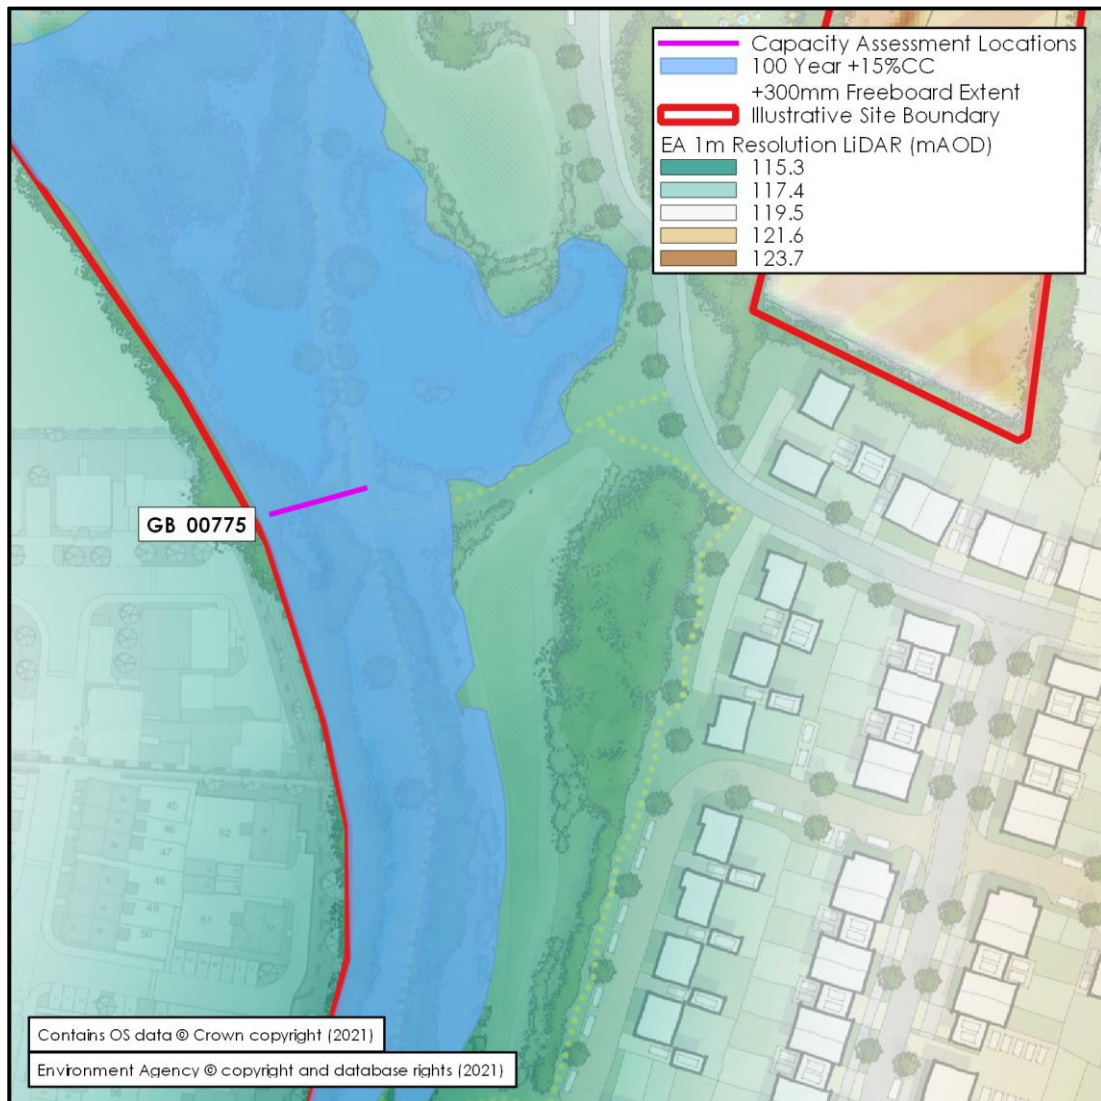 Capacity Assessment Locations
100 Year +15%CC
+300mm Freeboard Extent
Illustrative Site Boundary
EA 1m Resolution LiDAR (mAOD)
115.3
117.4
119.5
121.6
123.7
GB 00775
45
46
52
47
48
49
51
50
Contains OS data © Crown copyright (2021)
Environment Agency © copyright and database rights (2021)